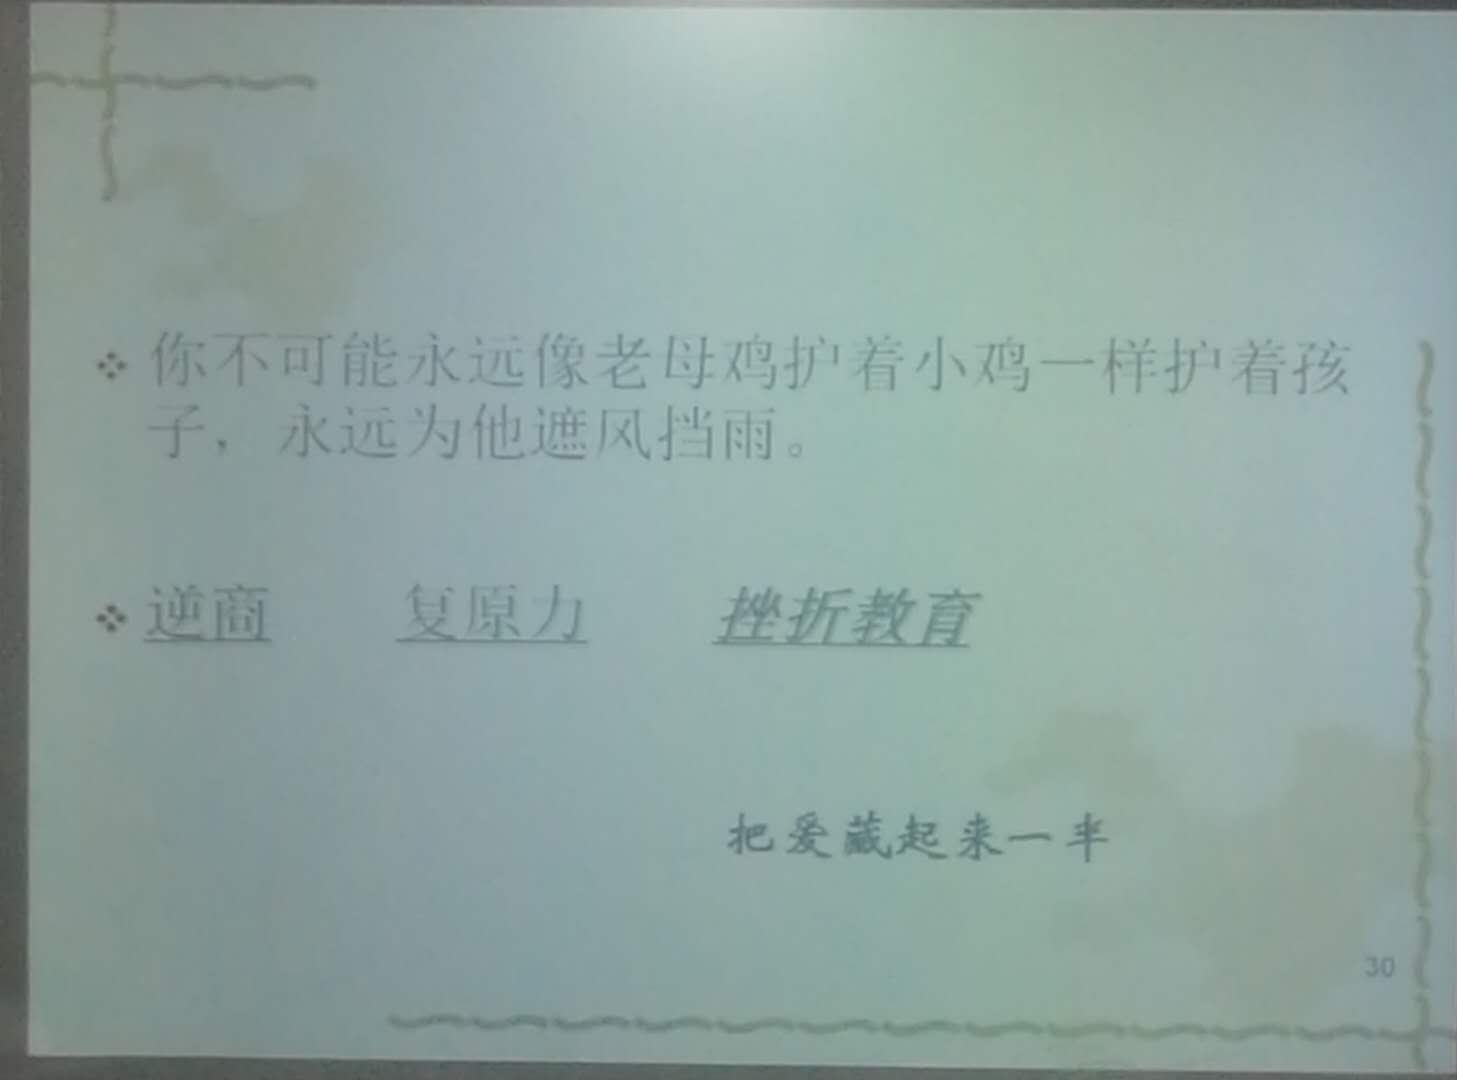 你不可能永远像老母鸡护着小鸡一样护着孩
子，永远为他遮风挡雨。
逆商 复原力 挫折教育
把爱藏起来一半
30